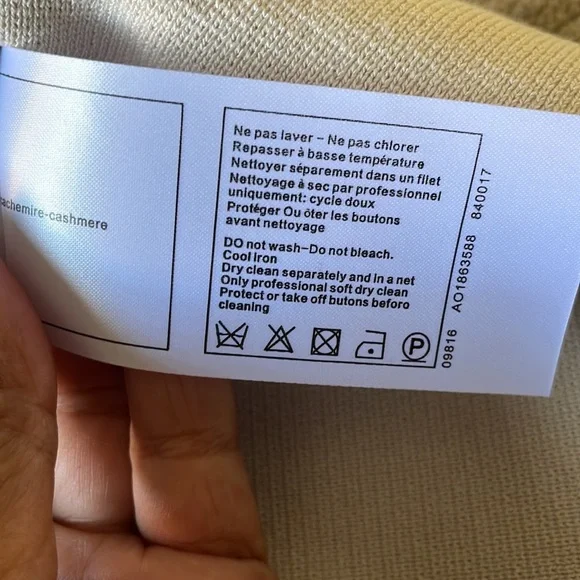 achemire-cashmere
Ne pas laver – Ne pas chlorer
Repasser à basse température
Nettoyer séparement dans un filet
Nettoyage à sec par professionnel
uniquement: cycle doux
Protéger Ou ôter les boutons
avant nettoyage
DO not wash–Do not bleach.
Cool iron
Dry clean separately and in a net
Only professional soft dry clean
Protect or take off butons beforo
cleaning
P
09816 AO1863588 840017